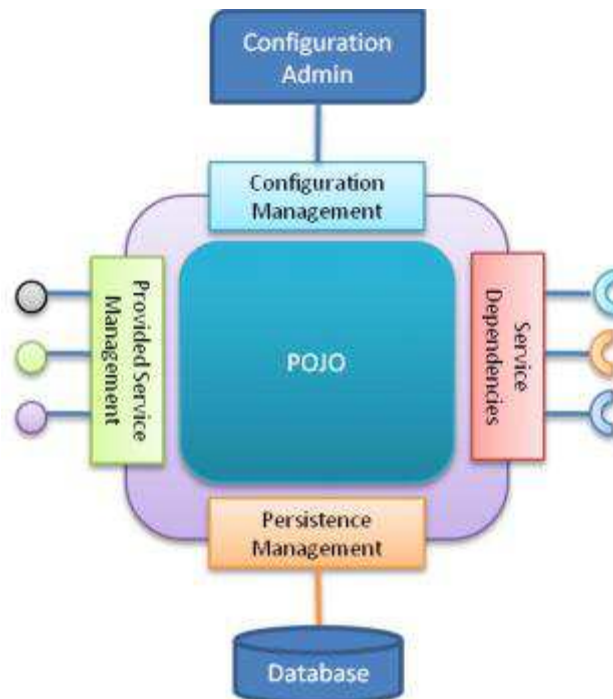 Configuration
Admin
Configuration
Management
Provided Service
Management
POJO
Service
Dependencies
Persistence
Management
Database